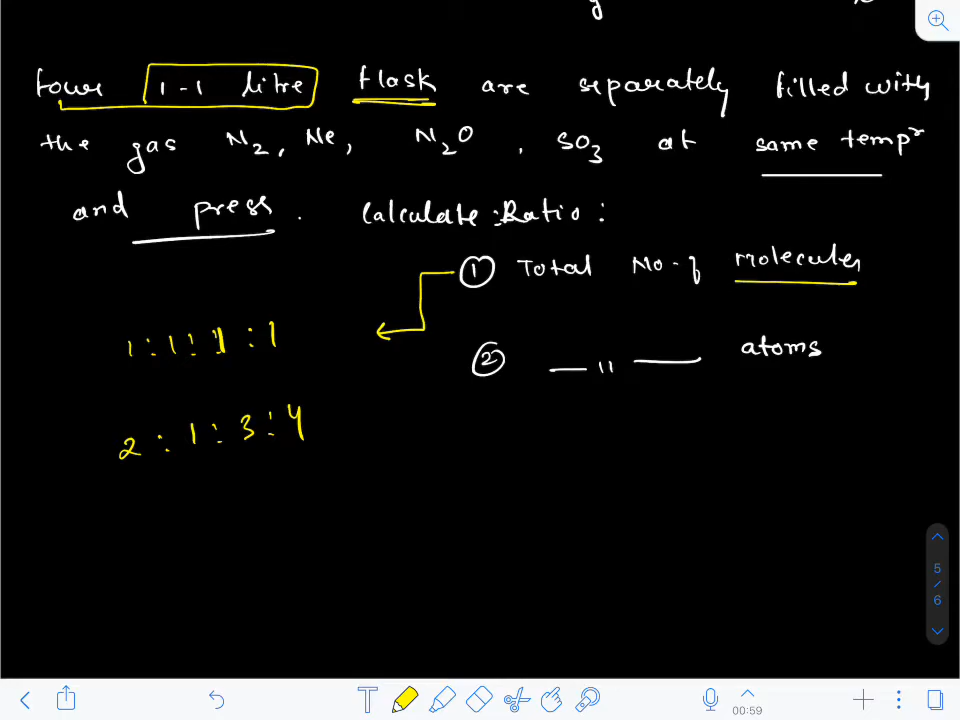 Four 1-1 litre flask are separately filled with
the gas N2, Ne, N2O, SO3 at same tempr
and press. Calculate : Ratio :
① Total No. of molecules
1 : 1 : 1 : 1
② — " — atoms
2 : 1 : 3 : 4
5 / 6
T 00:59